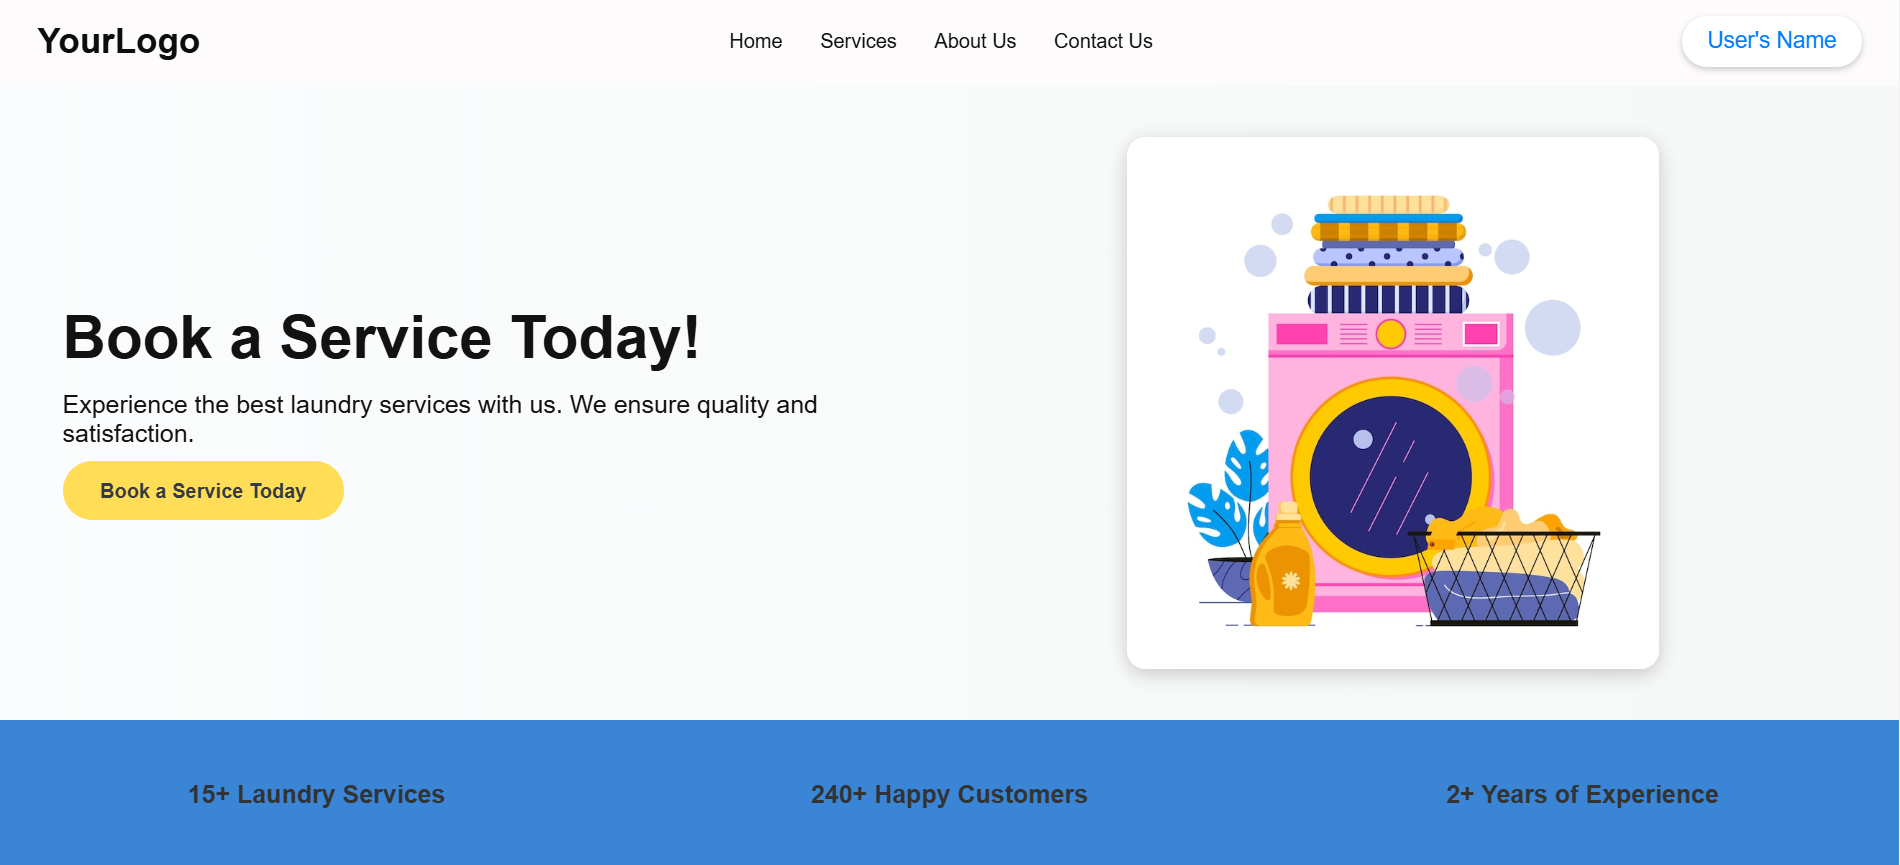 YourLogo
Home Services About Us Contact Us
User's Name
Book a Service Today!
Experience the best laundry services with us. We ensure quality and
satisfaction.
Book a Service Today
15+ Laundry Services
240+ Happy Customers
2+ Years of Experience